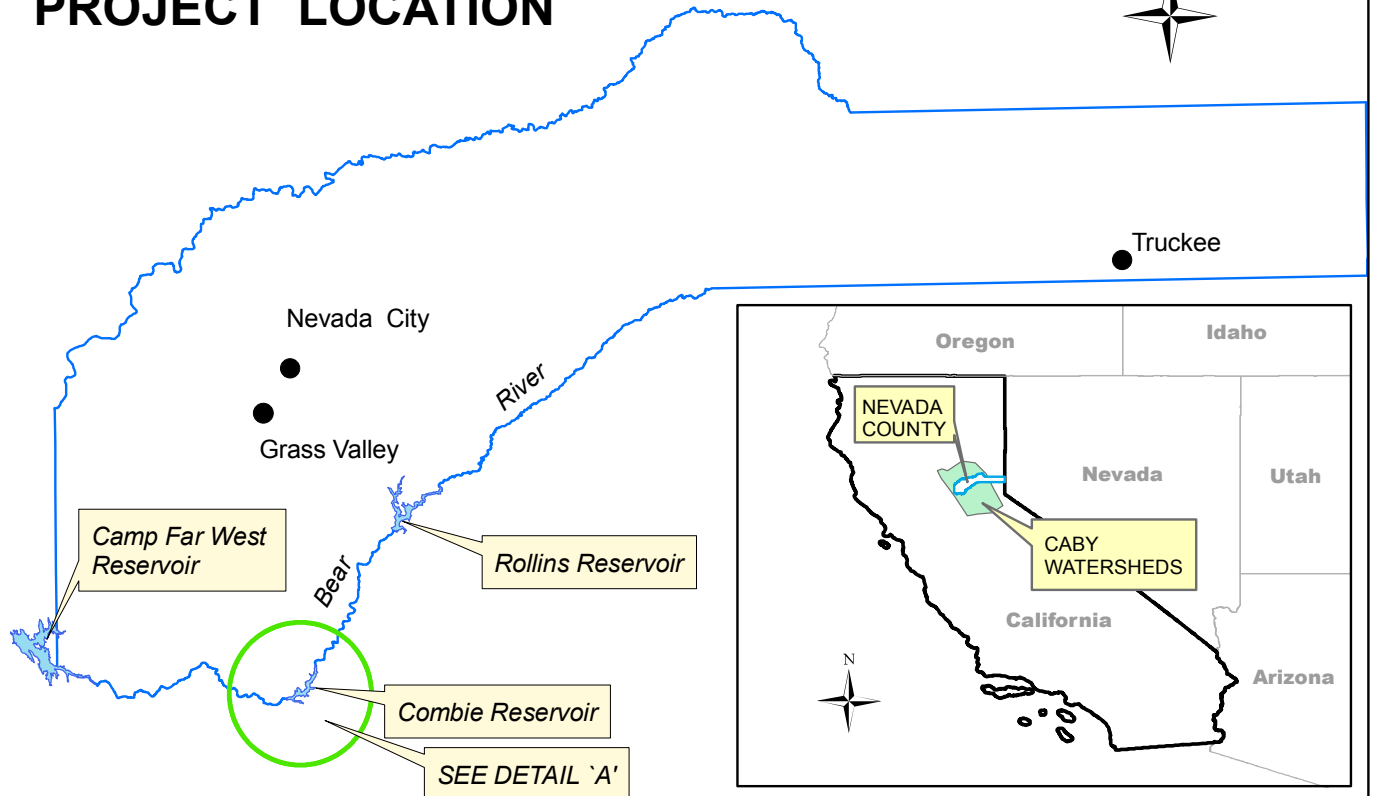 PROJECT LOCATION
Truckee
Nevada City
Grass Valley
River
Bear
Camp Far West
Reservoir
Rollins Reservoir
Combie Reservoir
SEE DETAIL `A'
Oregon
Idaho
NEVADA
COUNTY
Nevada
Utah
CABY
WATERSHEDS
California
Arizona
N